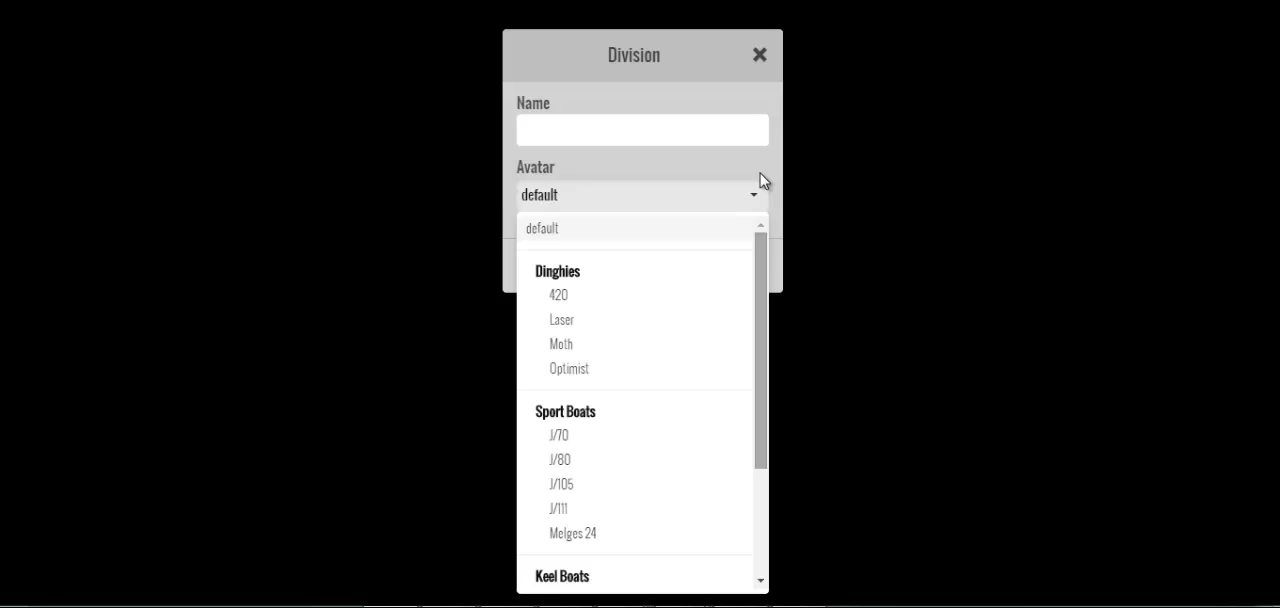 Division
Name
Avatar
default
default
Dinghies
420
Laser
Moth
Optimist
Sport Boats
J/70
J/80
J/105
J/111
Melges 24
Keel Boats